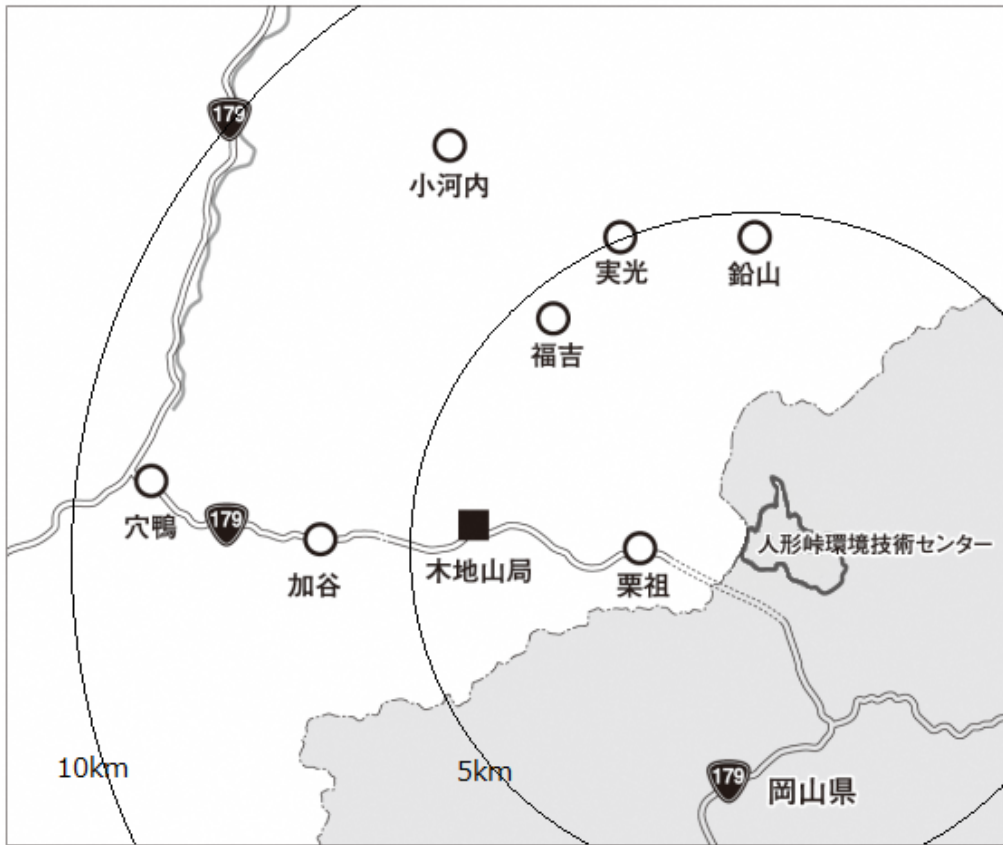 179
小河内
実光
鉛山
福吉
穴鴨
179
加谷
木地山局
栗祖
人形峠環境技術センター
10km
5km
179
岡山県